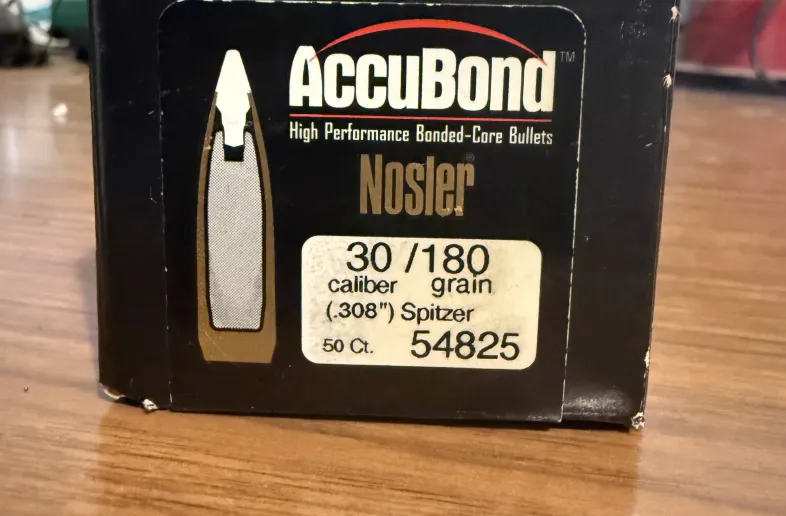 AccuBond™
High Performance Bonded-Core Bullets
Nosler®
30 /180
caliber grain
(.308") Spitzer
50 Ct. 54825